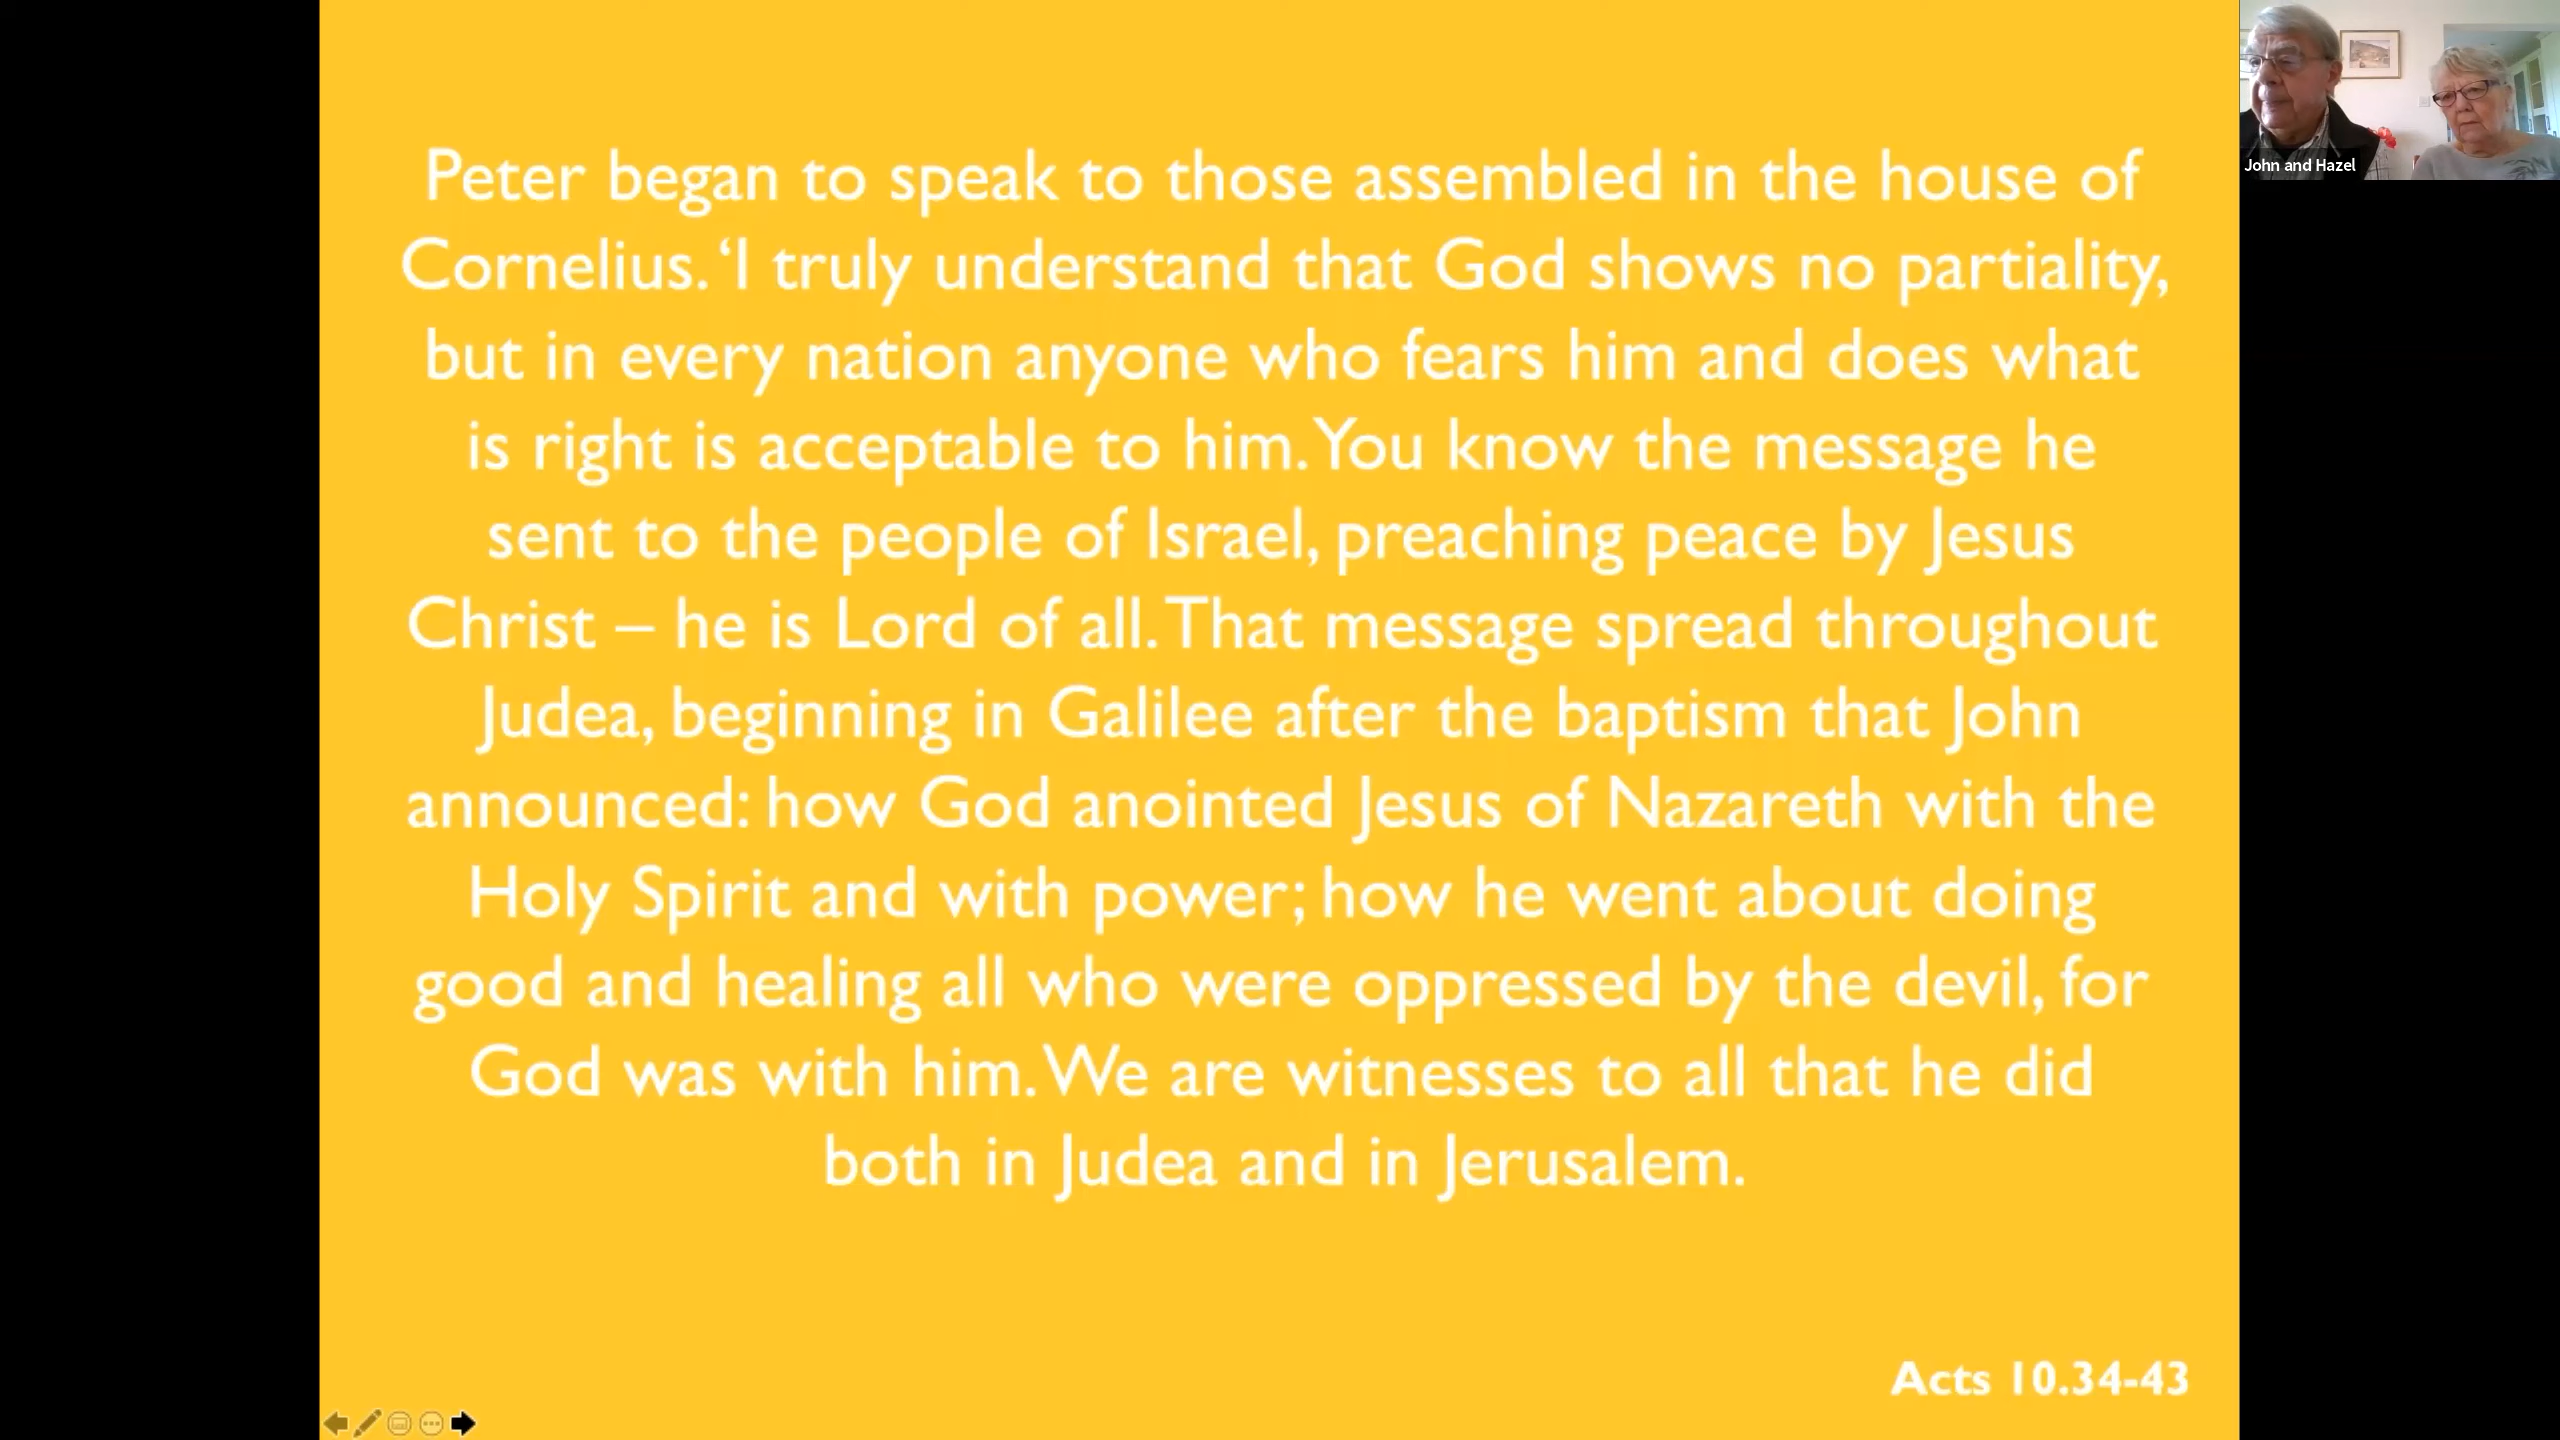 Peter began to speak to those assembled in the house of
Cornelius. ‘I truly understand that God shows no partiality,
but in every nation anyone who fears him and does what
is right is acceptable to him. You know the message he
sent to the people of Israel, preaching peace by Jesus
Christ – he is Lord of all. That message spread throughout
Judea, beginning in Galilee after the baptism that John
announced: how God anointed Jesus of Nazareth with the
Holy Spirit and with power; how he went about doing
good and healing all who were oppressed by the devil, for
God was with him. We are witnesses to all that he did
both in Judea and in Jerusalem.
Acts 10.34-43
John and Hazel